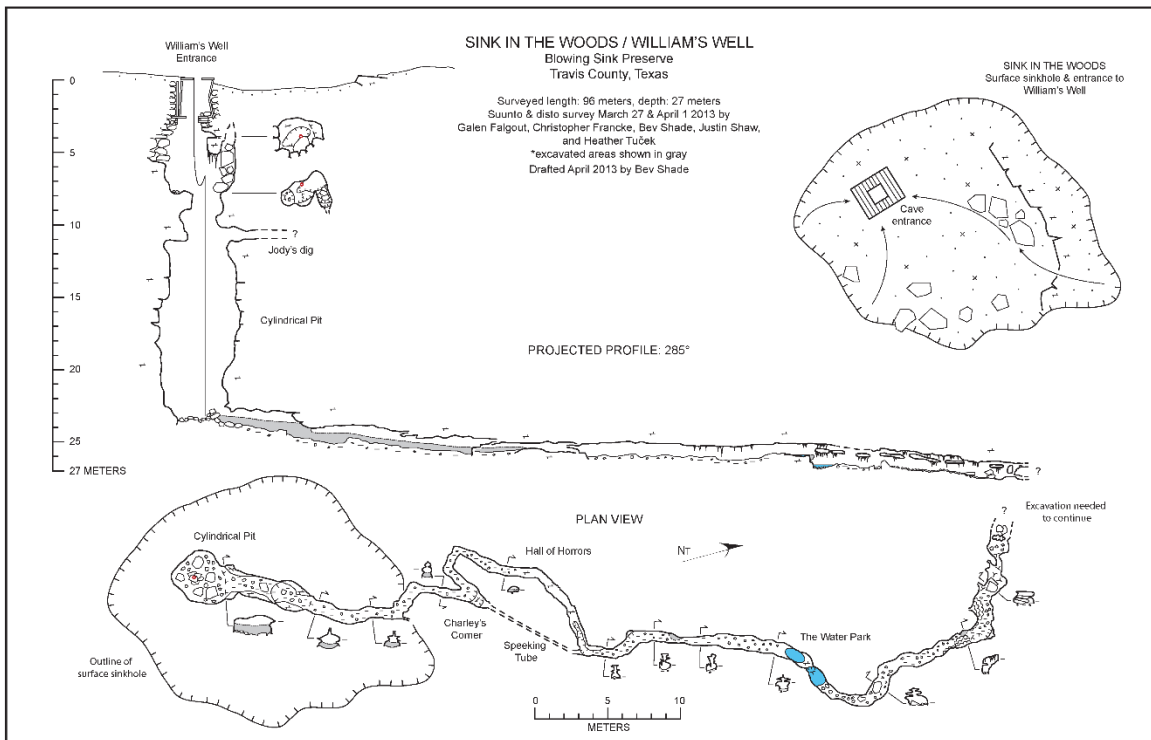 William's Well
Entrance
SINK IN THE WOODS / WILLIAM'S WELL
Blowing Sink Preserve
Travis County, Texas
Surveyed length: 96 meters, depth: 27 meters
Suunto & disto survey March 27 & April 1 2013 by
Galen Falgout, Christopher Francke, Bev Shade, Justin Shaw,
and Heather Tuček
*excavated areas shown in gray
Drafted April 2013 by Bev Shade
SINK IN THE WOODS
Surface sinkhole & entrance to
William's Well
Cave
entrance
0
5
10
15
20
25
27 METERS
?
Jody's dig
Cylindrical Pit
PROJECTED PROFILE: 285°
?
PLAN VIEW
Cylindrical Pit
Outline of
surface sinkhole
Charley's
Corner
Hall of Horrors
Speeking
Tube
NT
The Water Park
?
Excavation needed
to continue
0 5 10
METERS